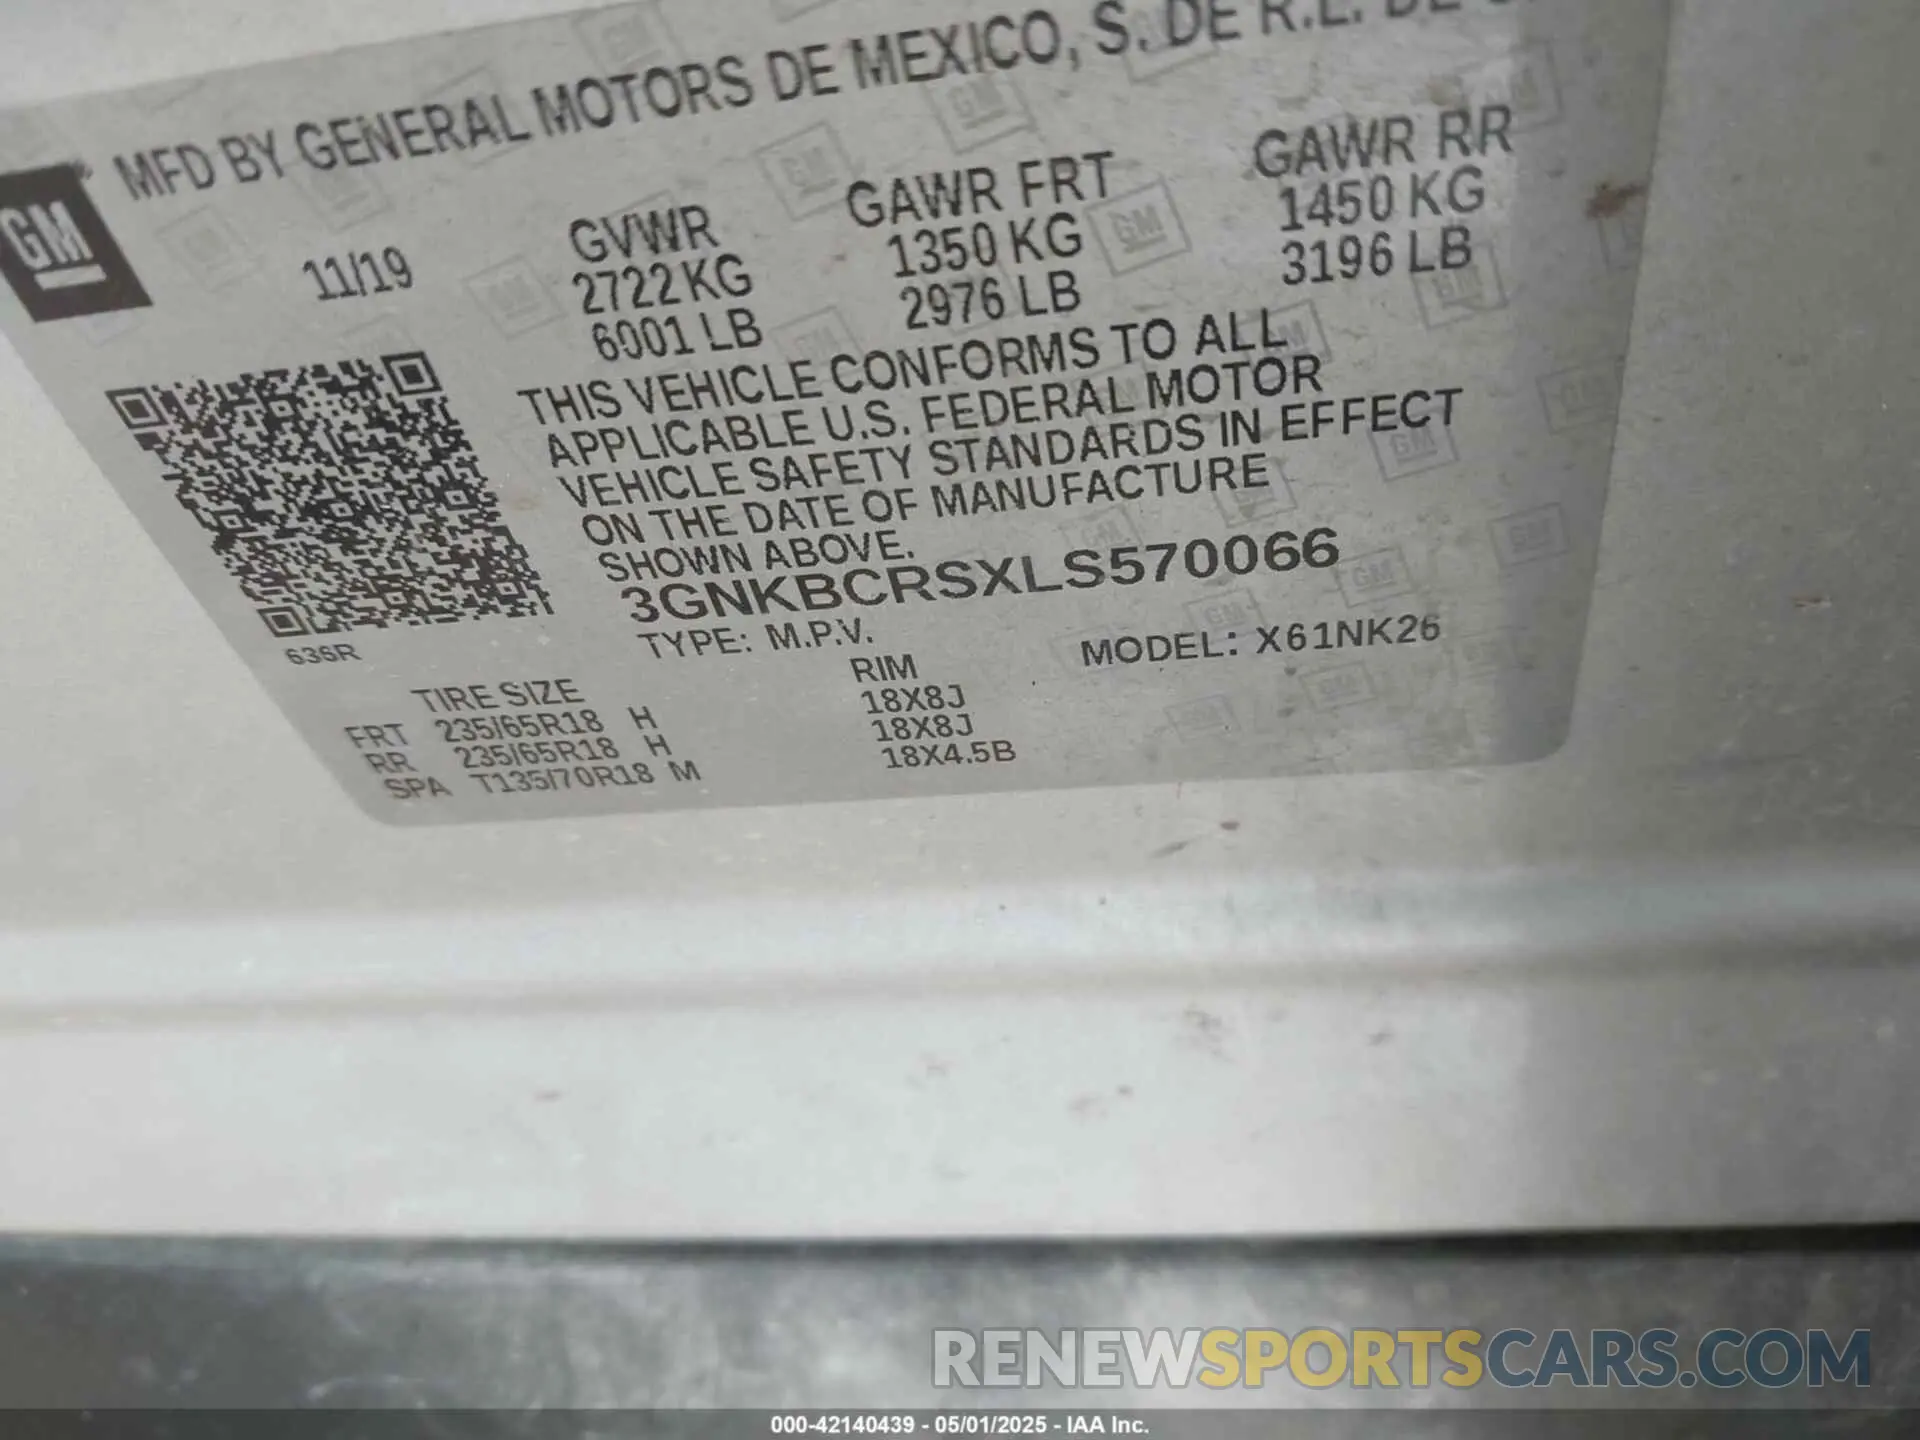 MFD BY GENERAL MOTORS DE MEXICO, S. DE R.L. DE
GM
11/19
GVWR
2722 KG
6001 LB
GAWR FRT
1350 KG
2976 LB
GAWR RR
1450 KG
3196 LB
THIS VEHICLE CONFORMS TO ALL
APPLICABLE U.S. FEDERAL MOTOR
VEHICLE SAFETY STANDARDS IN EFFECT
ON THE DATE OF MANUFACTURE
SHOWN ABOVE.
3GNKBCRSXLS570066
TYPE: M.P.V.
MODEL: X61NK26
636R
TIRE SIZE RIM
FRT 235/65R18 H 18X8J
RR 235/65R18 H 18X8J
SPA T135/70R18 M 18X4.5B
RENEWSPORTSCARS.COM
000-42140439 - 05/01/2025 - IAA Inc.